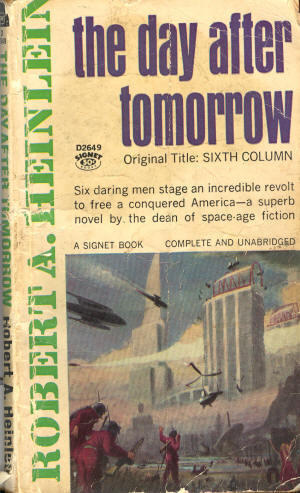 the day after
tomorrow
D2649
SIGNET
50¢
BOOKS
Original Title: SIXTH COLUMN
Six daring men stage an incredible revolt
to free a conquered America—a superb
novel by the dean of space-age fiction
A SIGNET BOOK COMPLETE AND UNABRIDGED
ROBERT A. HEINLEIN
THE DAY AFTER TOMORROW
Robert A. Heinlein